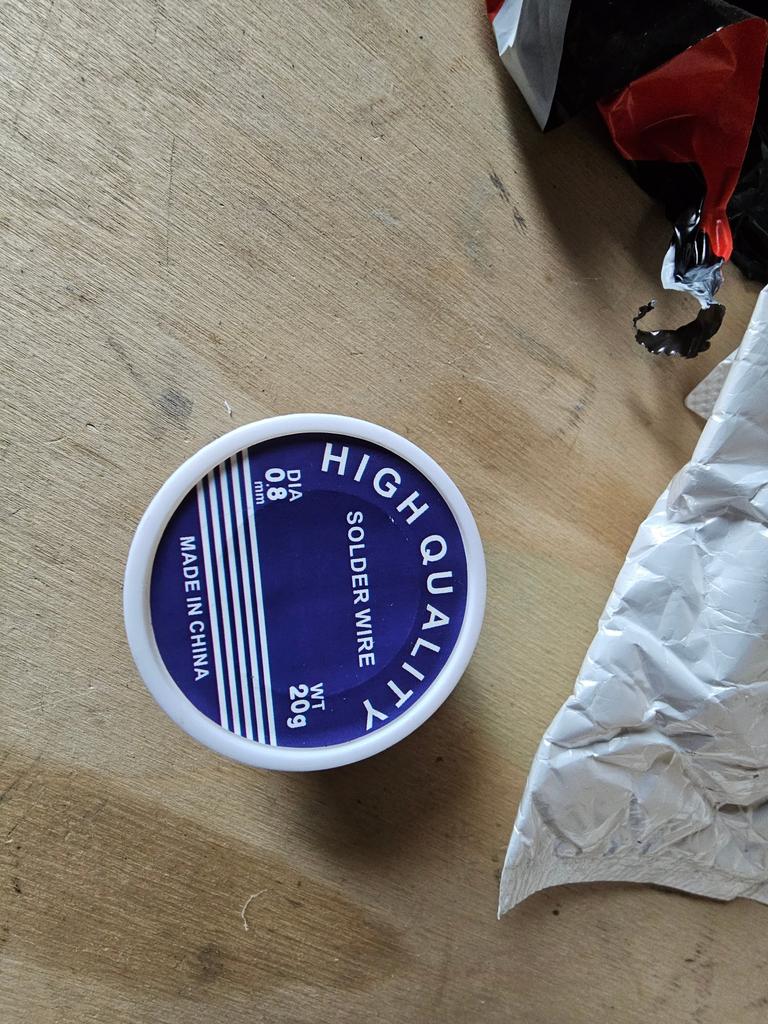 HIGH QUALITY
SOLDER WIRE
DIA
0.8
mm
WT
20g
MADE IN CHINA